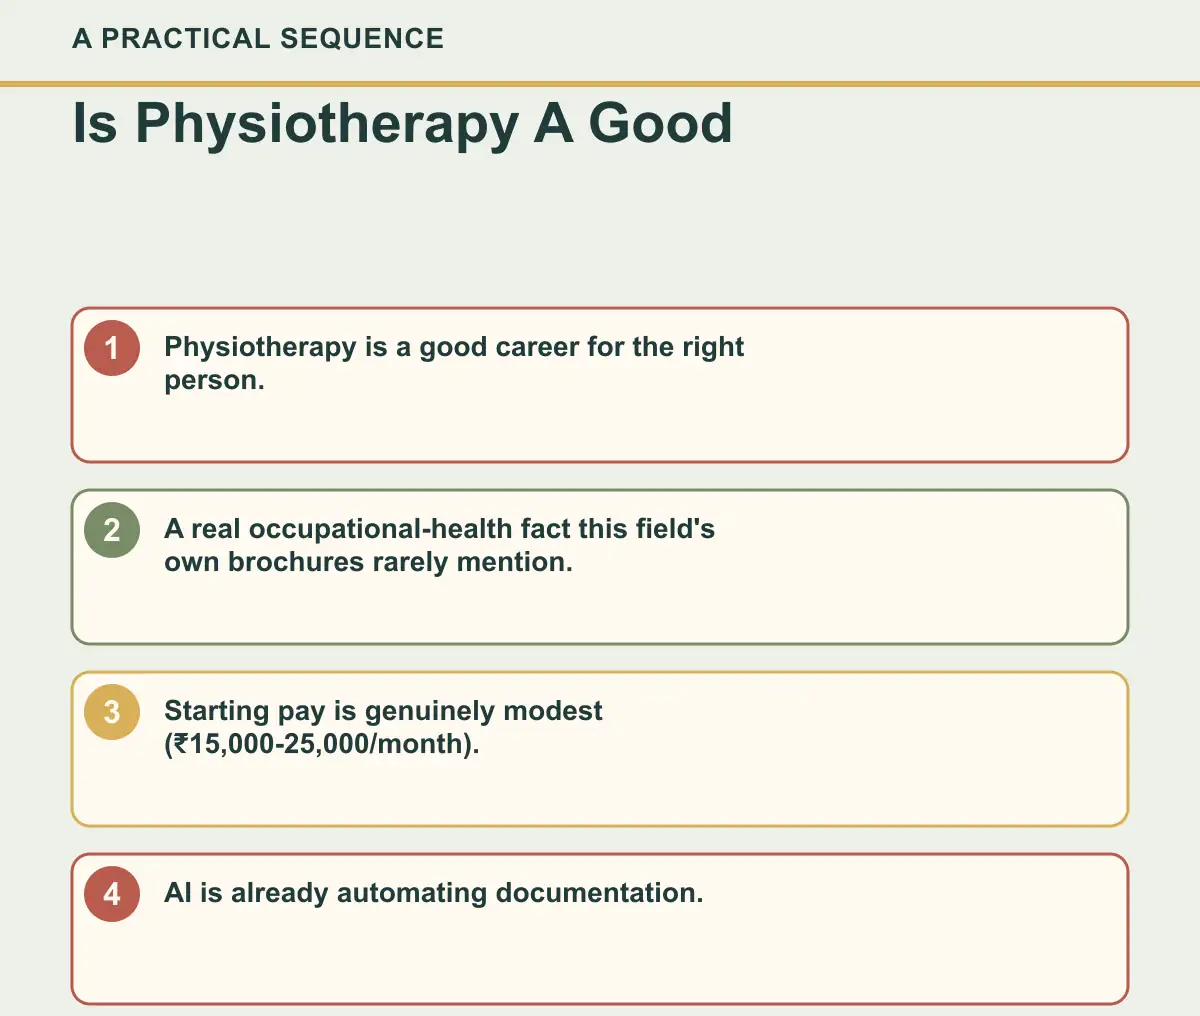 A PRACTICAL SEQUENCE
Is Physiotherapy A Good
1
Physiotherapy is a good career for the right
person.
2
A real occupational-health fact this field's
own brochures rarely mention.
3
Starting pay is genuinely modest
(₹15,000-25,000/month).
4
AI is already automating documentation.